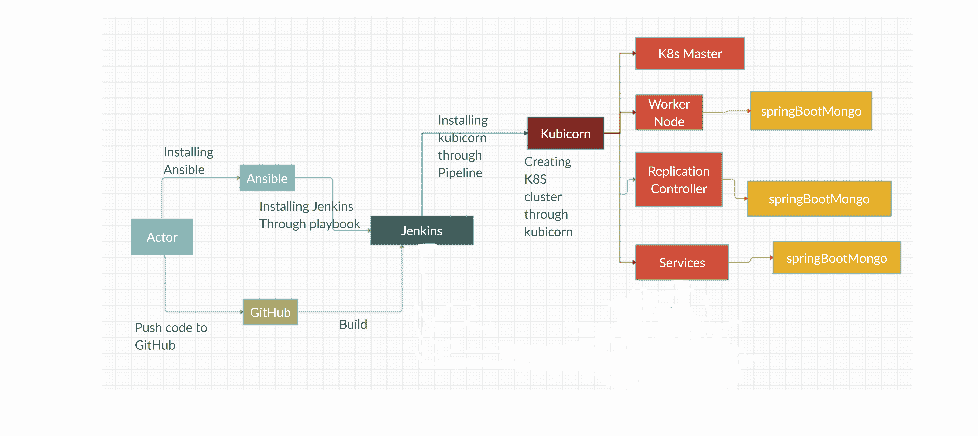 K8s Master
Worker
Node
springBootMongo
Installing
kubicorn
through
Pipeline
Kubicorn
Installing
Ansible
Creating
K8S
cluster
through
kubicorn
Replication
Controller
springBootMongo
Ansible
Installing Jenkins
Through playbook
Actor
Jenkins
Services
springBootMongo
GitHub
Build
Push code to
GitHub